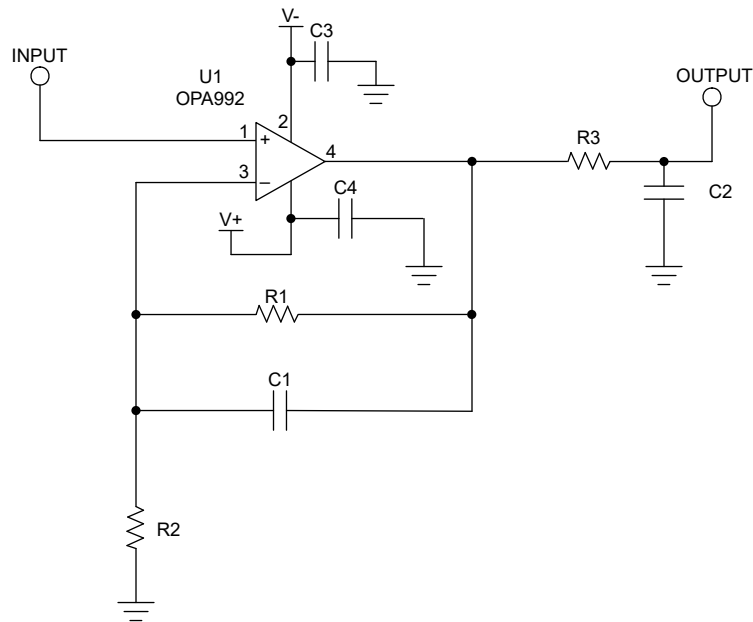 V-
C3
INPUT
U1
OPA992
OUTPUT
2
1
+
4
R3
3
−
C4
C2
V+
R1
C1
R2